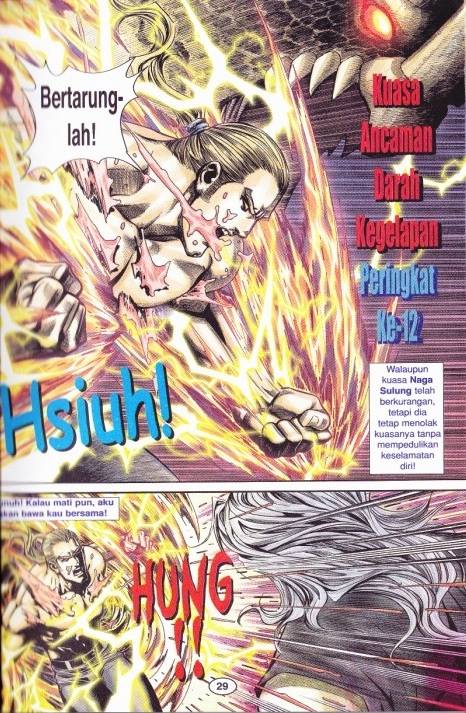 Bertarung-
lah!
Kuasa
Ancaman
Darah
Kegelapan
Peringkat
Ke-12
Walaupun
kuasa Naga
Sulung telah
berkurangan,
tetapi dia
tetap menolak
kuasanya tanpa
mempedulikan
keselamatan
diri!
Hsiuh!
Kalau mati pun, aku
bawa kau bersama!
HUNG
!!
29